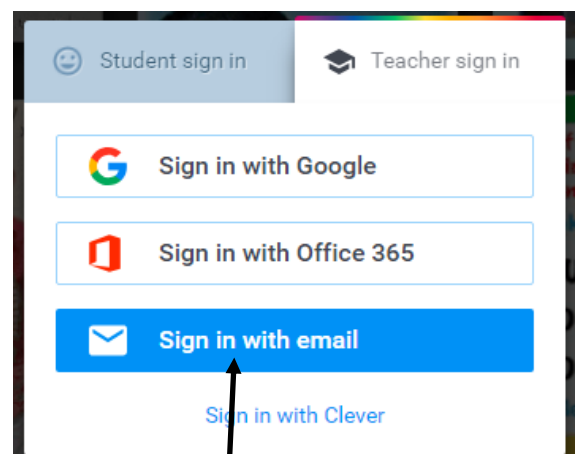 Student sign in
Teacher sign in
Sign in with Google
Sign in with Office 365
Sign in with email
Sign in with Clever